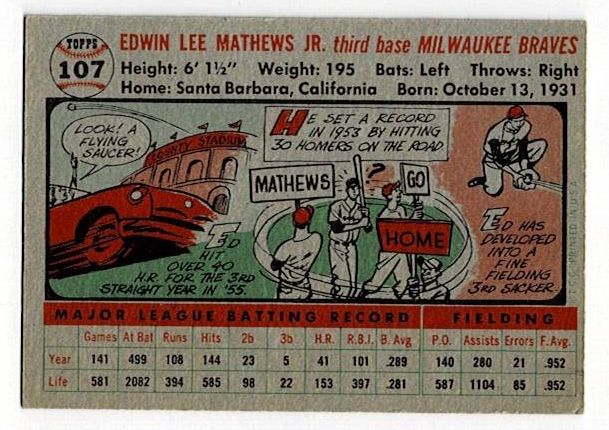 TOPPS
107
EDWIN LEE MATHEWS JR. third base MILWAUKEE BRAVES
Height: 6' 1½" Weight: 195 Bats: Left Throws: Right
Home: Santa Barbara, California Born: October 13, 1931
LOOK! A
FLYING
SAUCER!
COUNTY STADIUM
ED
HIT
OVER 40
H.R. FOR THE 3RD
STRAIGHT YEAR IN '55.
HE SET A RECORD
IN 1953 BY HITTING
30 HOMERS ON THE ROAD
MATHEWS
?
GO
HOME
ED HAS
DEVELOPED
INTO A
FINE
FIELDING
3RD SACKER.
PRINTED IN U.S.A.
MAJOR LEAGUE BATTING RECORD FIELDING
Games At Bat Runs Hits 2b 3b H.R. R.B.I. B. Avg P.O. Assists Errors F. Avg.
Year 141 499 108 144 23 5 41 101 .289 140 280 21 .952
Life 581 2082 394 585 98 22 153 397 .281 587 1104 85 .952